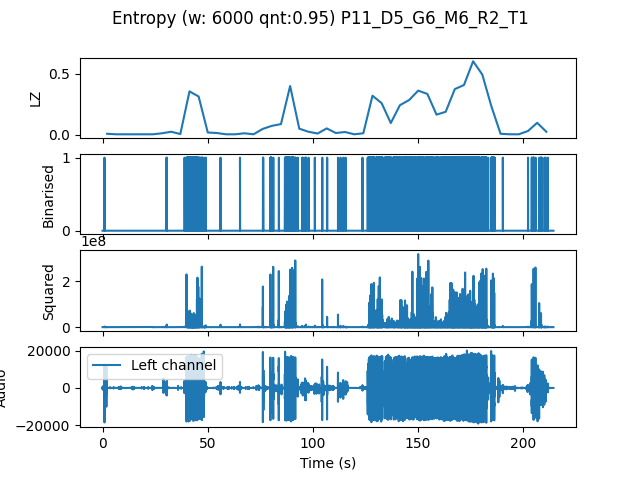 Entropy (w: 6000 qnt:0.95) P11_D5_G6_M6_R2_T1
0.5
0.0
LZ
1
0
Binarised
1e8
2
0
Squared
20000
0
−20000
Audio
Left channel
0 50 100 150 200
Time (s)